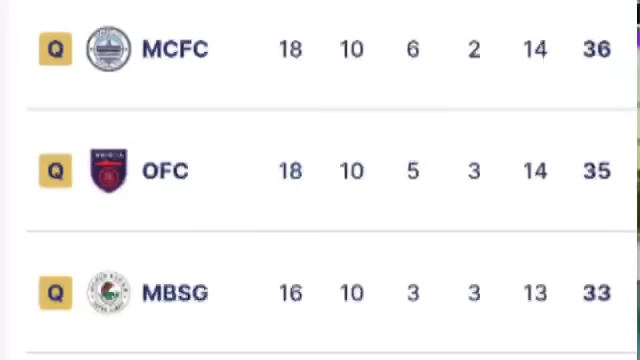 Q MCFC 18 10 6 2 14 36
Q OFC 18 10 5 3 14 35
Q MBSG 16 10 3 3 13 33